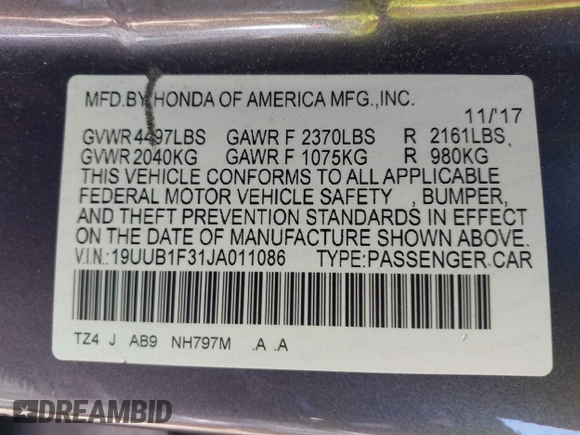 MFD.BY HONDA OF AMERICA MFG.,INC.
11/'17
GVWR 4497LBS GAWR F 2370LBS R 2161LBS
GVWR 2040KG GAWR F 1075KG R 980KG
THIS VEHICLE CONFORMS TO ALL APPLICABLE
FEDERAL MOTOR VEHICLE SAFETY , BUMPER,
AND THEFT PREVENTION STANDARDS IN EFFECT
ON THE DATE OF MANUFACTURE SHOWN ABOVE.
V.I.N.:19UUB1F31JA011086 TYPE:PASSENGER CAR
TZ4 J AB9 NH797M .A .A
DREAMBID